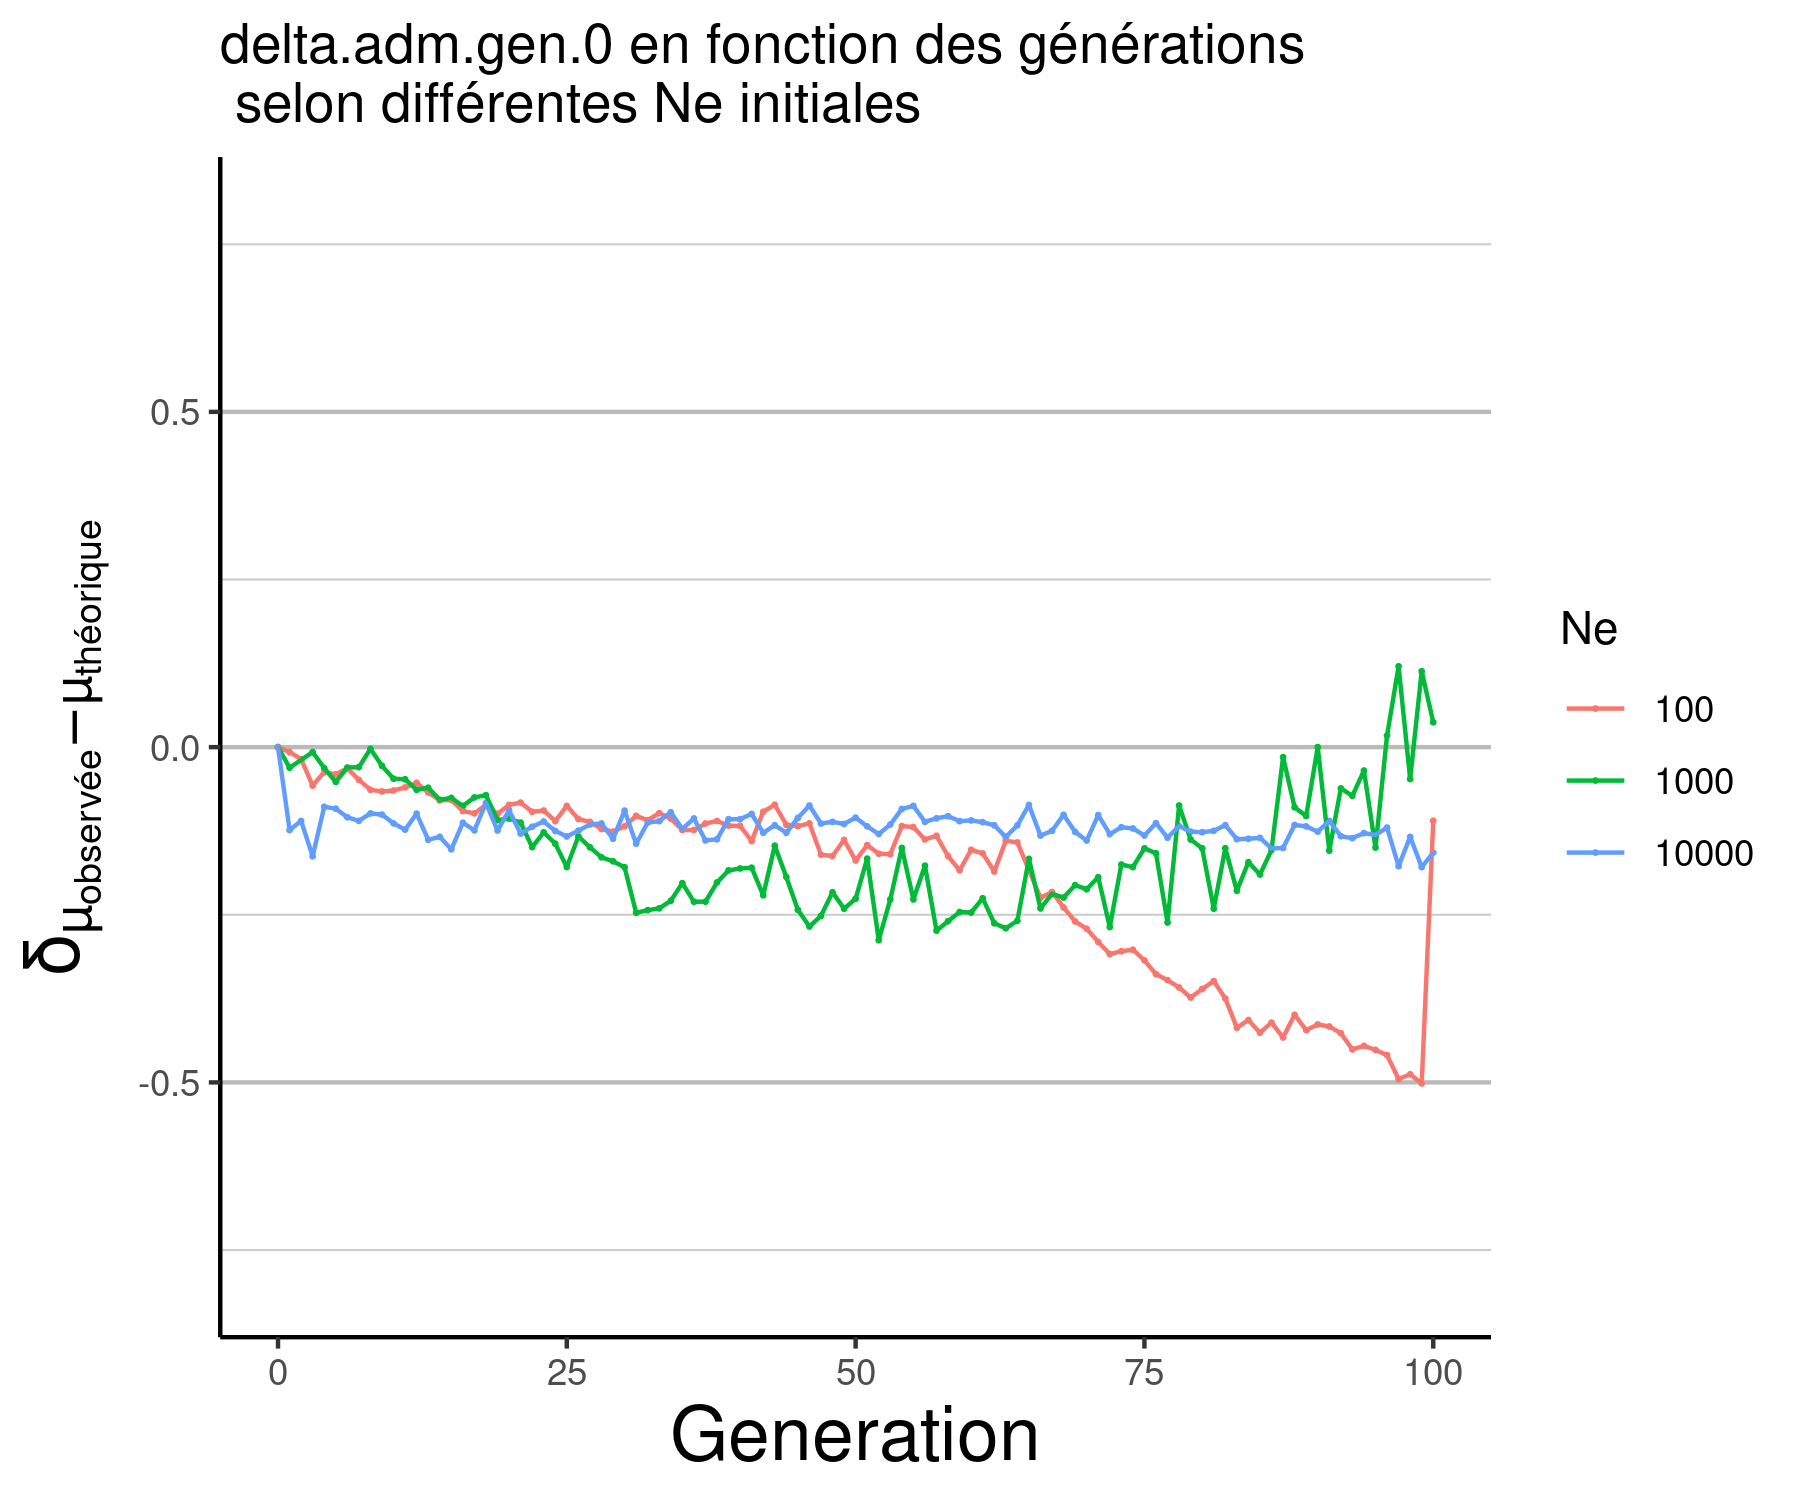 delta.adm.gen.0 en fonction des générations
selon différentes Ne initiales
0.5
0.0
-0.5
δμobservée−μthéorique
0 25 50 75 100
Generation
Ne
100
1000
10000